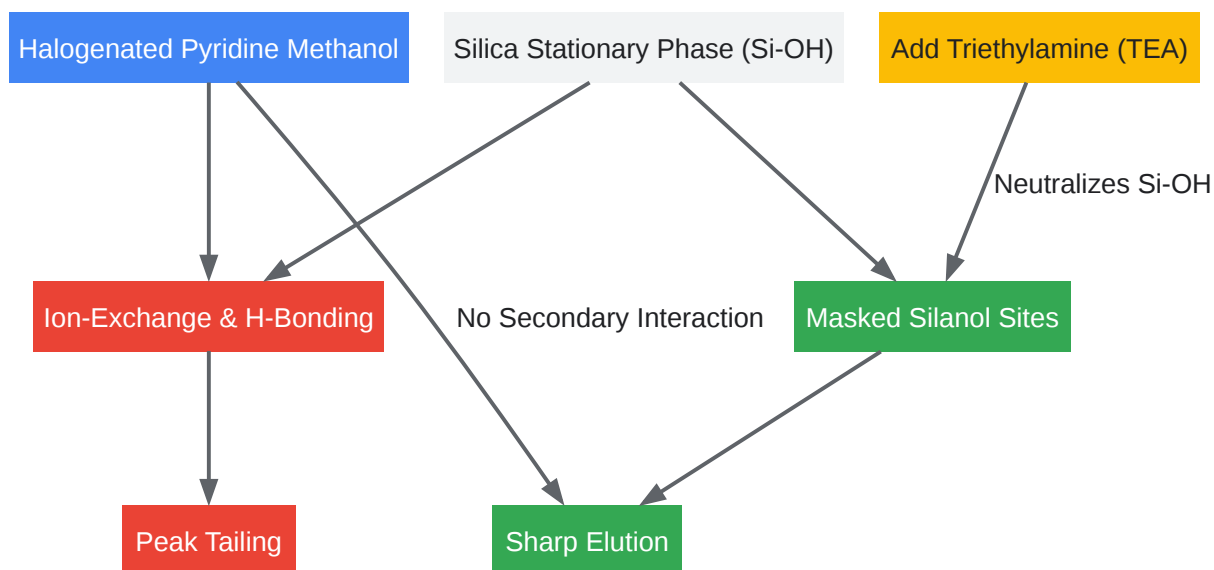 Halogenated Pyridine Methanol
Silica Stationary Phase (Si-OH)
Add Triethylamine (TEA)
Neutralizes Si-OH
Ion-Exchange & H-Bonding
No Secondary Interaction
Masked Silanol Sites
Peak Tailing
Sharp Elution